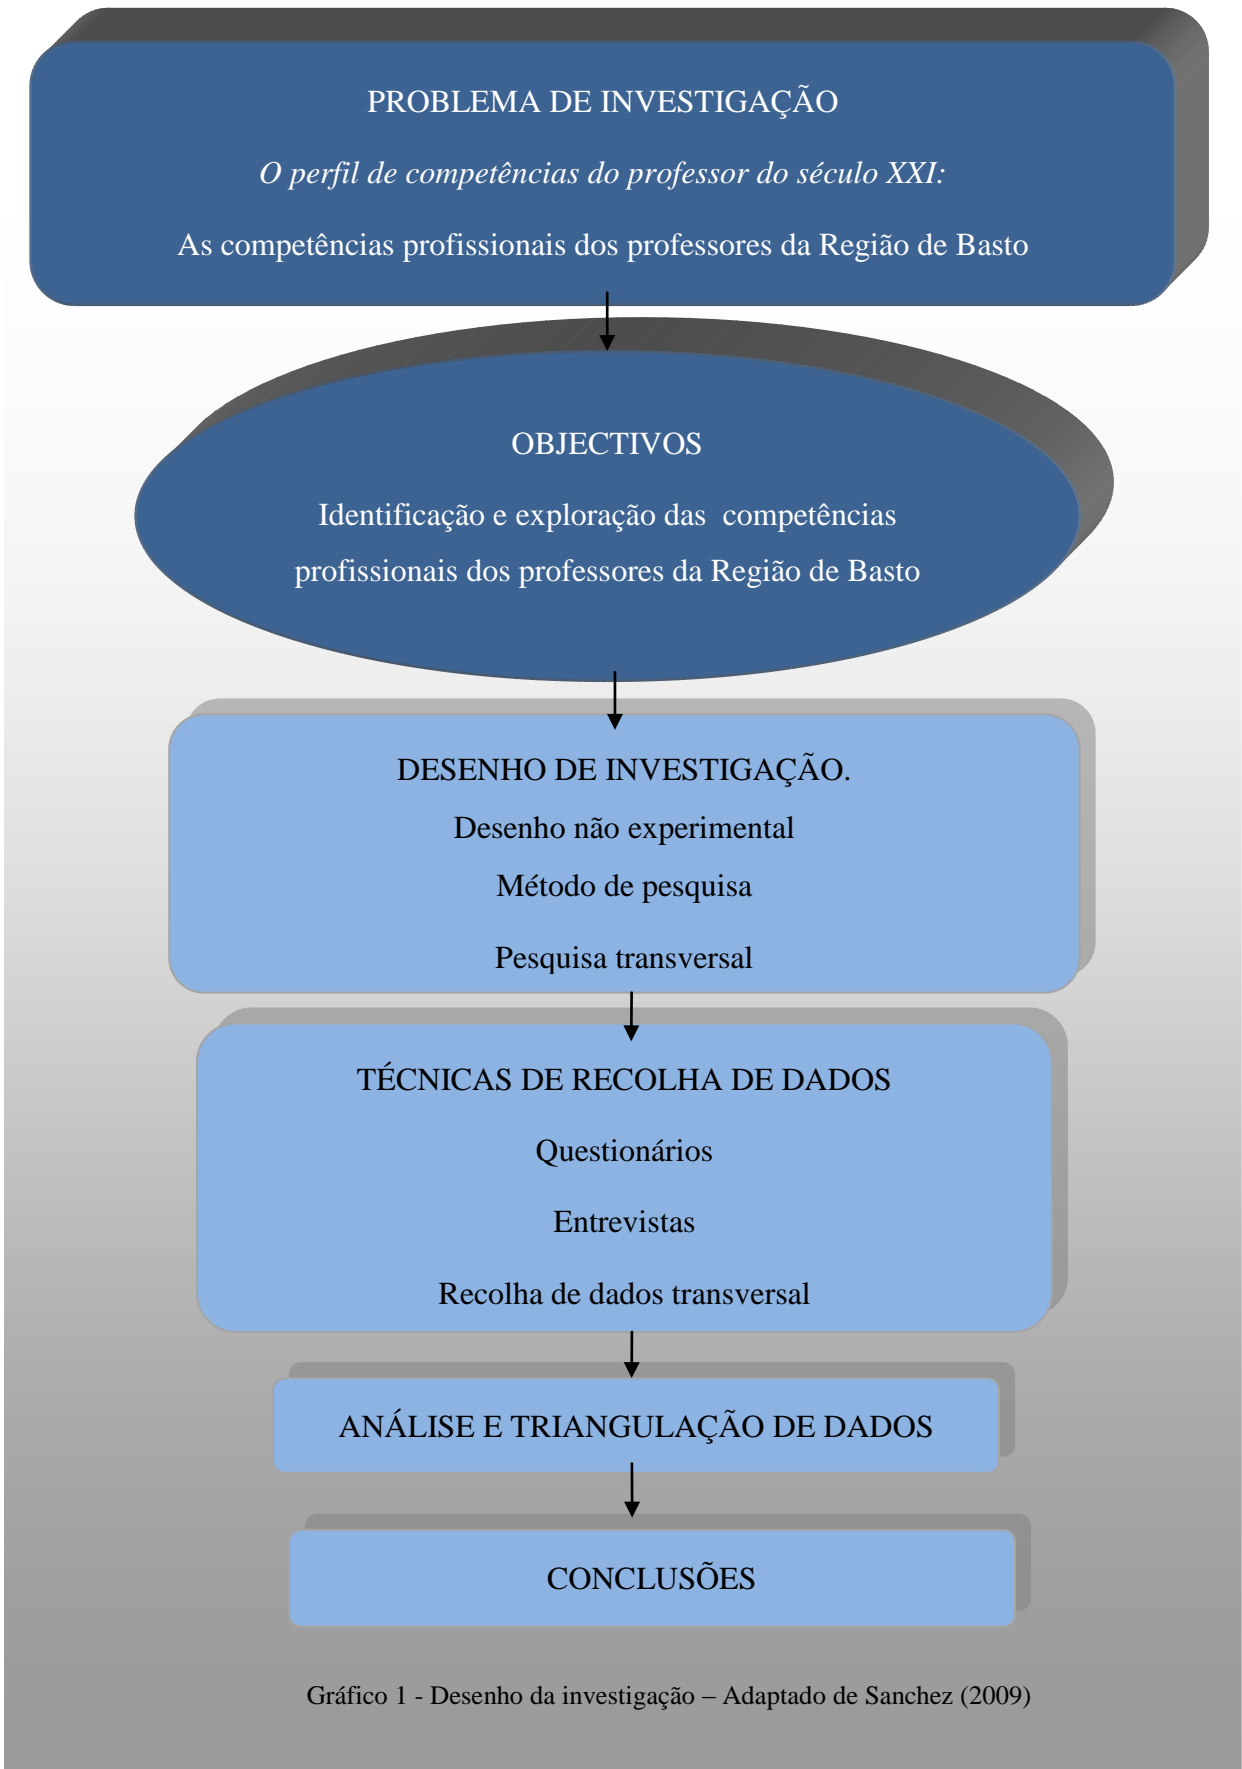 PROBLEMA DE INVESTIGAÇÃO
O perfil de competências do professor do século XXI:
As competências profissionais dos professores da Região de Basto
OBJECTIVOS
Identificação e exploração das competências
profissionais dos professores da Região de Basto
DESENHO DE INVESTIGAÇÃO.
Desenho não experimental
Método de pesquisa
Pesquisa transversal
TÉCNICAS DE RECOLHA DE DADOS
Questionários
Entrevistas
Recolha de dados transversal
ANÁLISE E TRIANGULAÇÃO DE DADOS
CONCLUSÕES
Gráfico 1 - Desenho da investigação – Adaptado de Sanchez (2009)